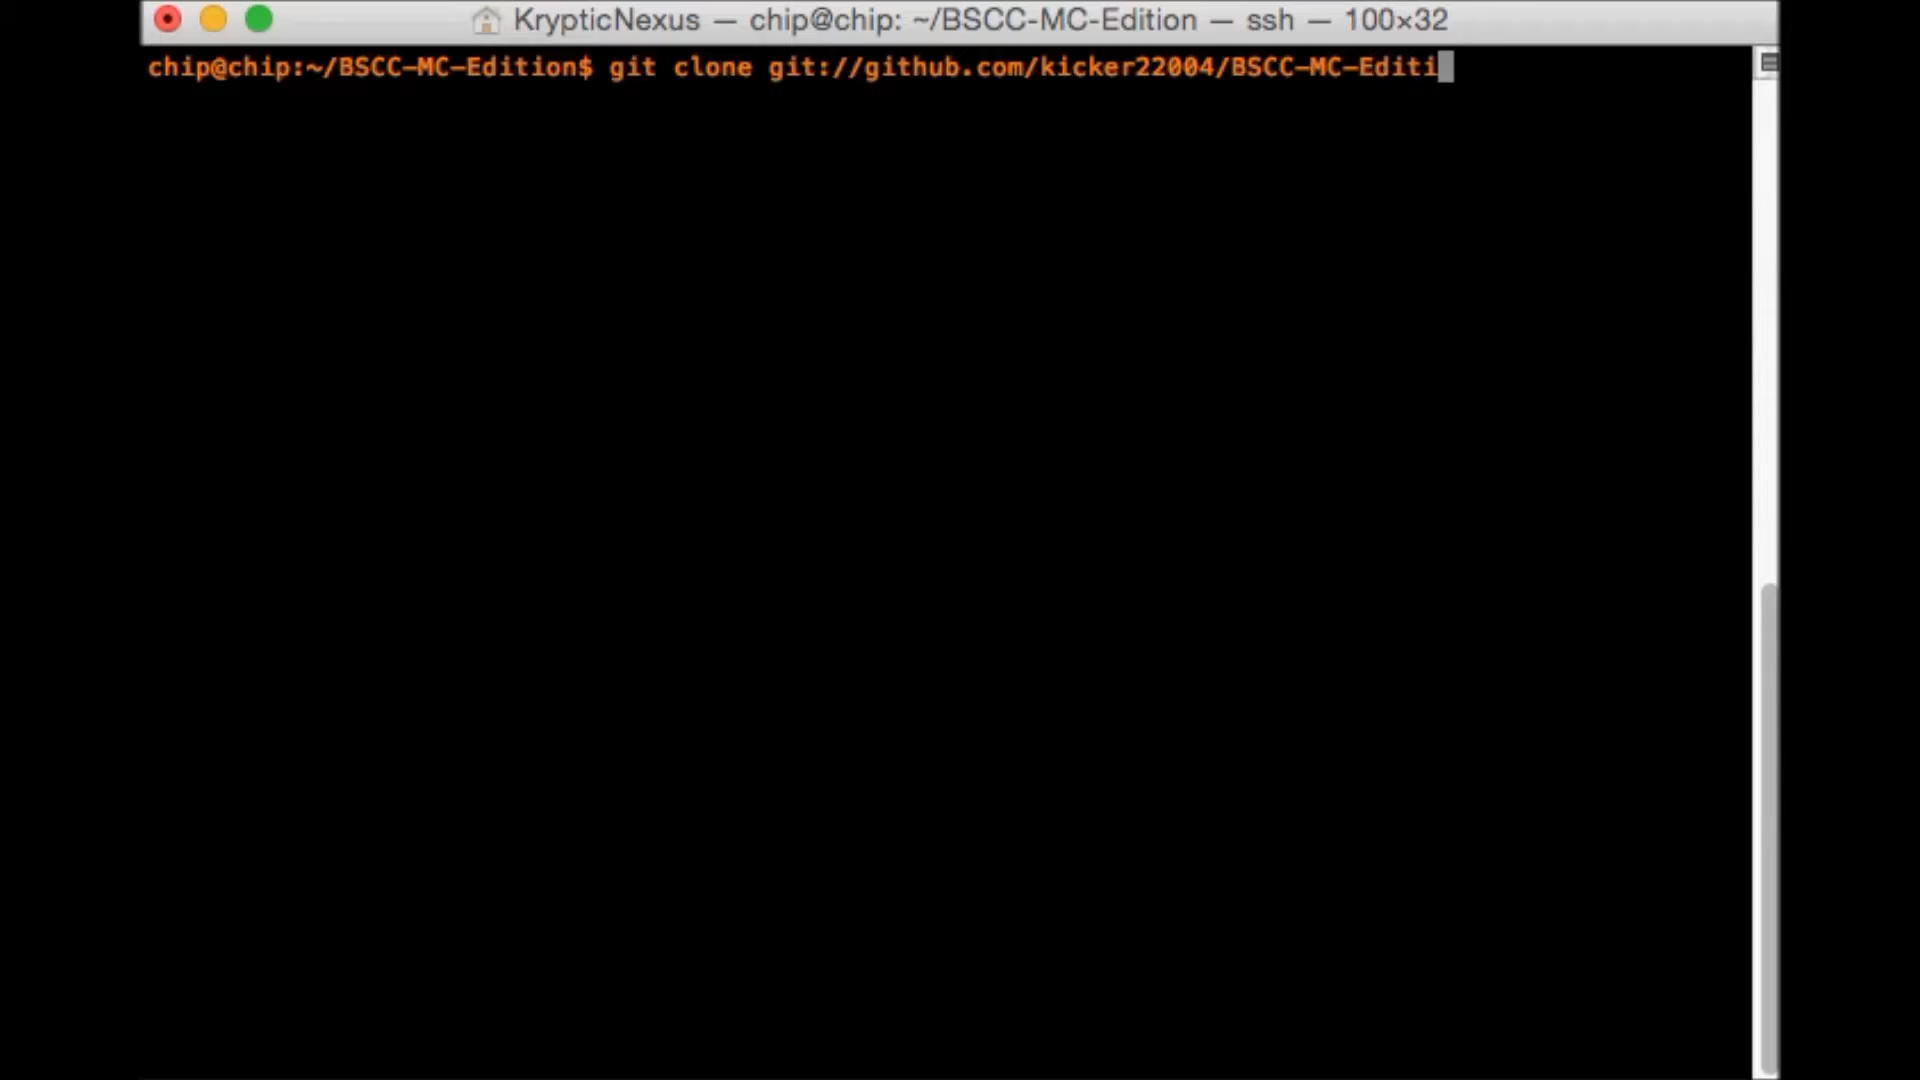 KrypticNexus — chip@chip: ~/BSCC-MC-Edition — ssh — 100×32
chip@chip:~/BSCC-MC-Edition$ git clone git://github.com/kicker22004/BSCC-MC-Editi